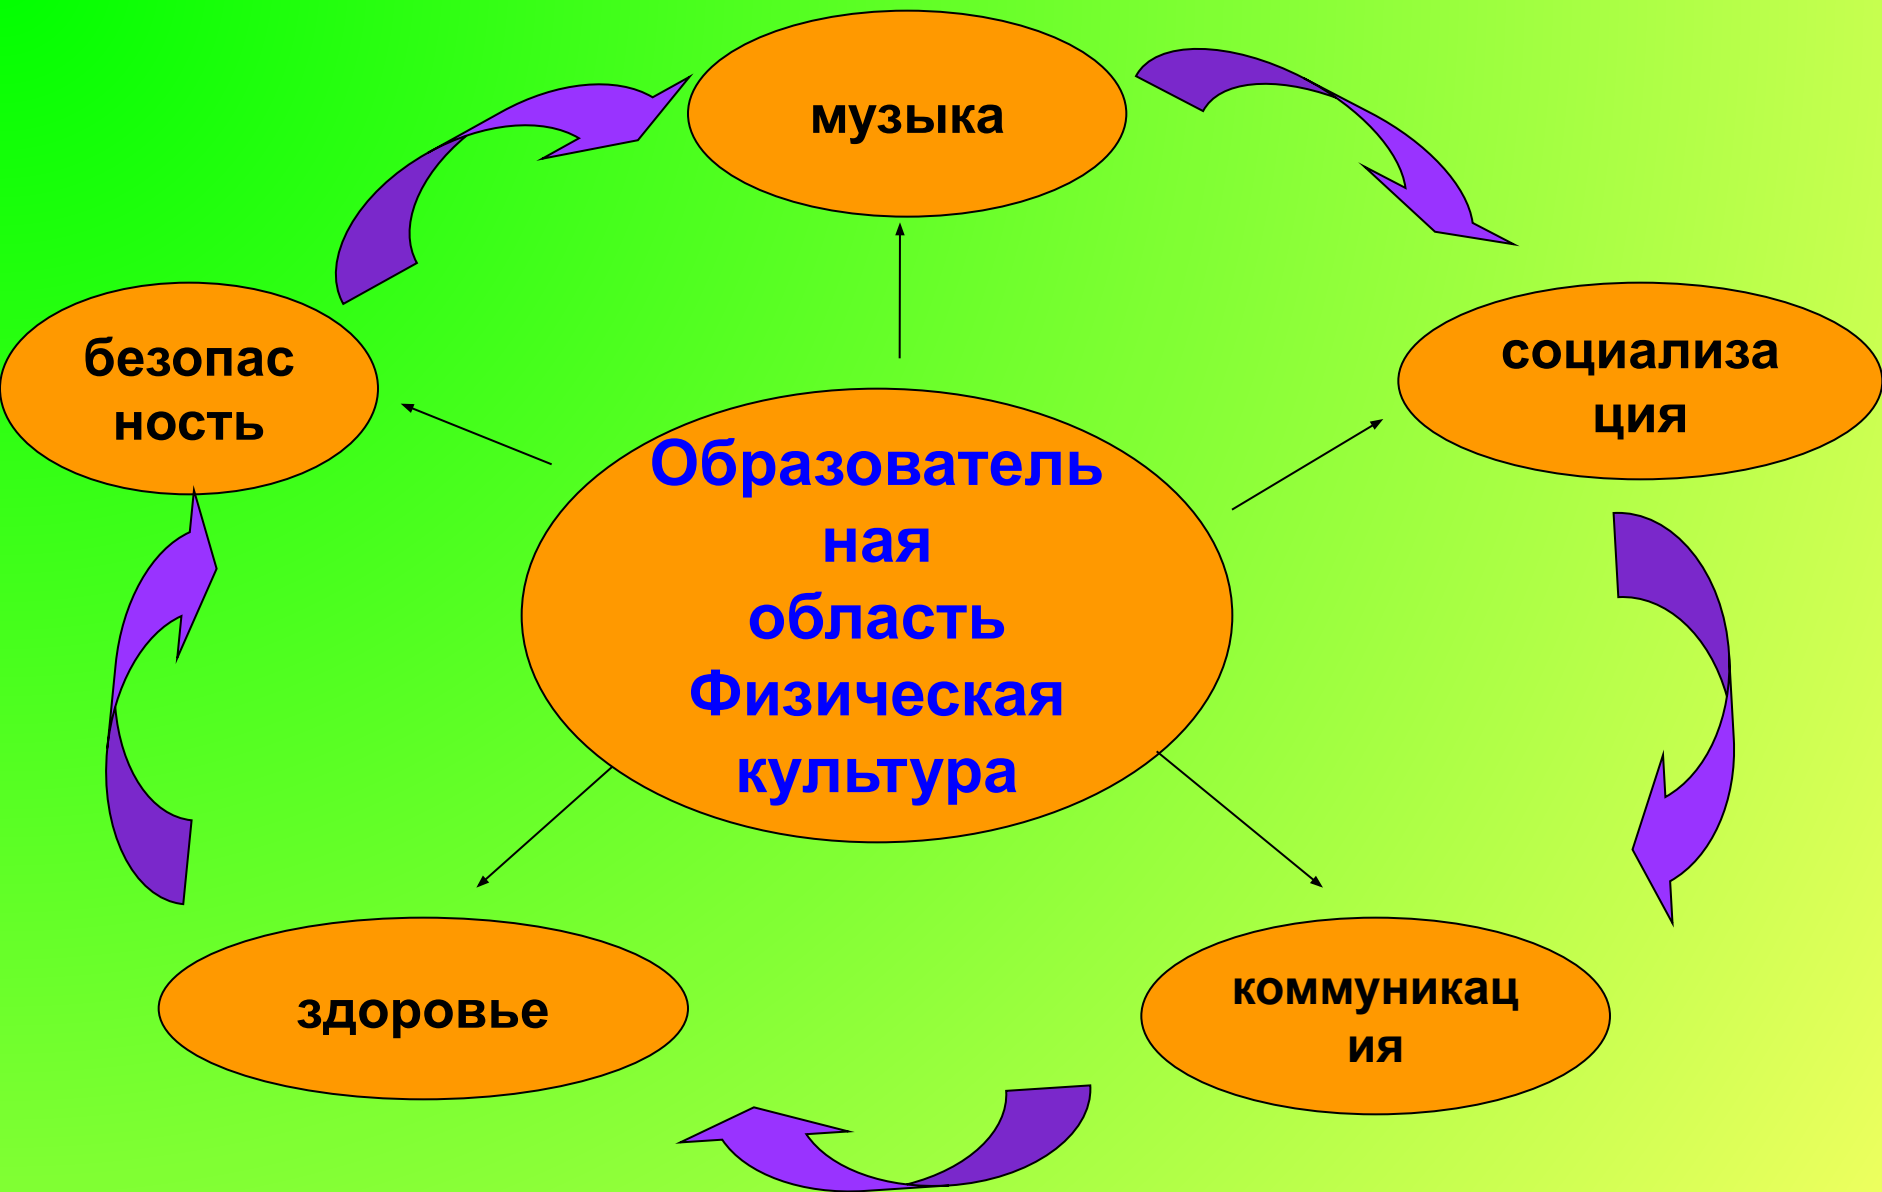 музыка
безопас
ность
социализа
ция
Образователь
ная
область
Физическая
культура
здоровье
коммуникац
ия